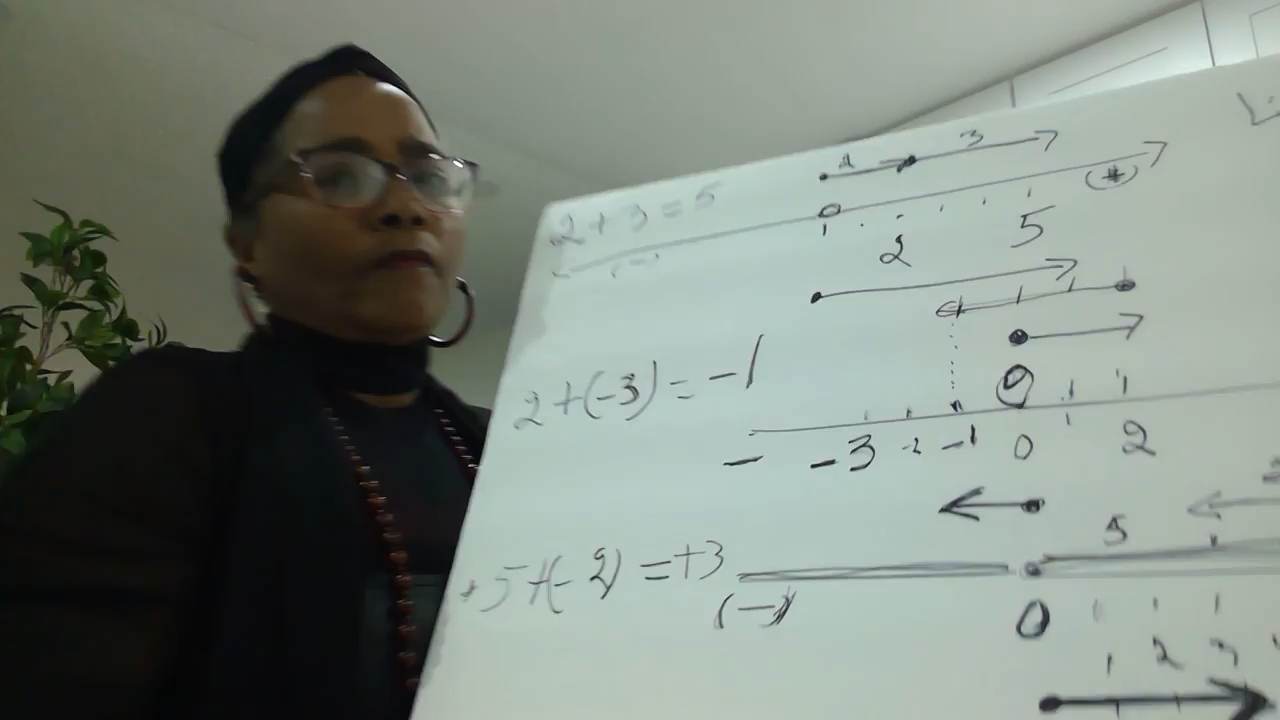 2 3
2 + 3 = 5 0 (+)
- (-) 2 5
2 + (-3) = -1 0
- -3 -2 -1 0 2
5
+5 + (-2) = +3
(-) 0
1 2 3